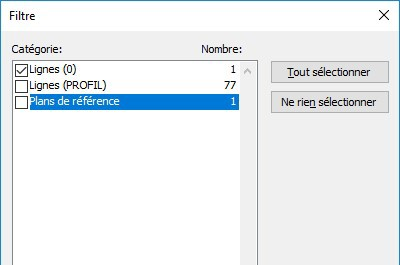 Filtre
Catégorie: Nombre:
Lignes (0) 1
Lignes (PROFIL) 77
Plans de référence 1
Tout sélectionner
Ne rien sélectionner